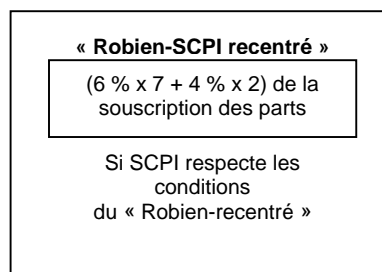 « Robien-SCPI recentré »
(6 % x 7 + 4 % x 2) de la
souscription des parts
Si SCPI respecte les
conditions
du « Robien-recentré »